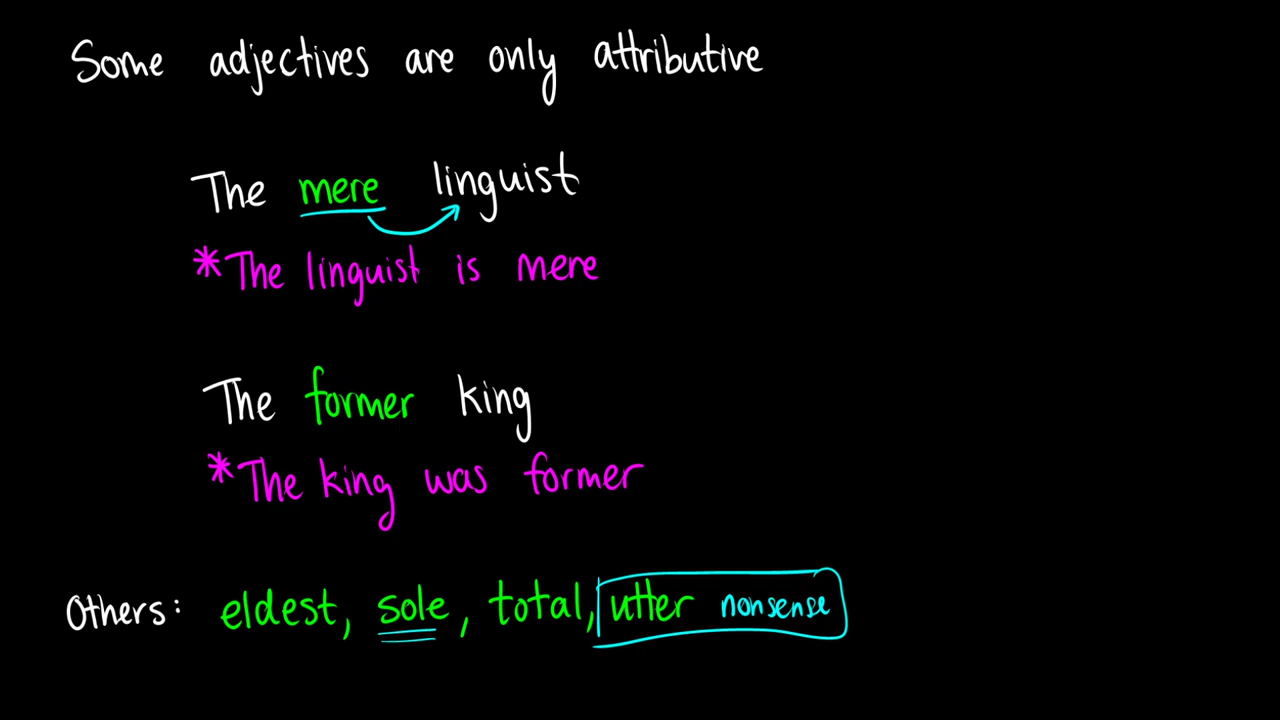 Some adjectives are only attributive
The mere linguist
*The linguist is mere
The former king
*The king was former
Others: eldest, sole, total, utter nonsense